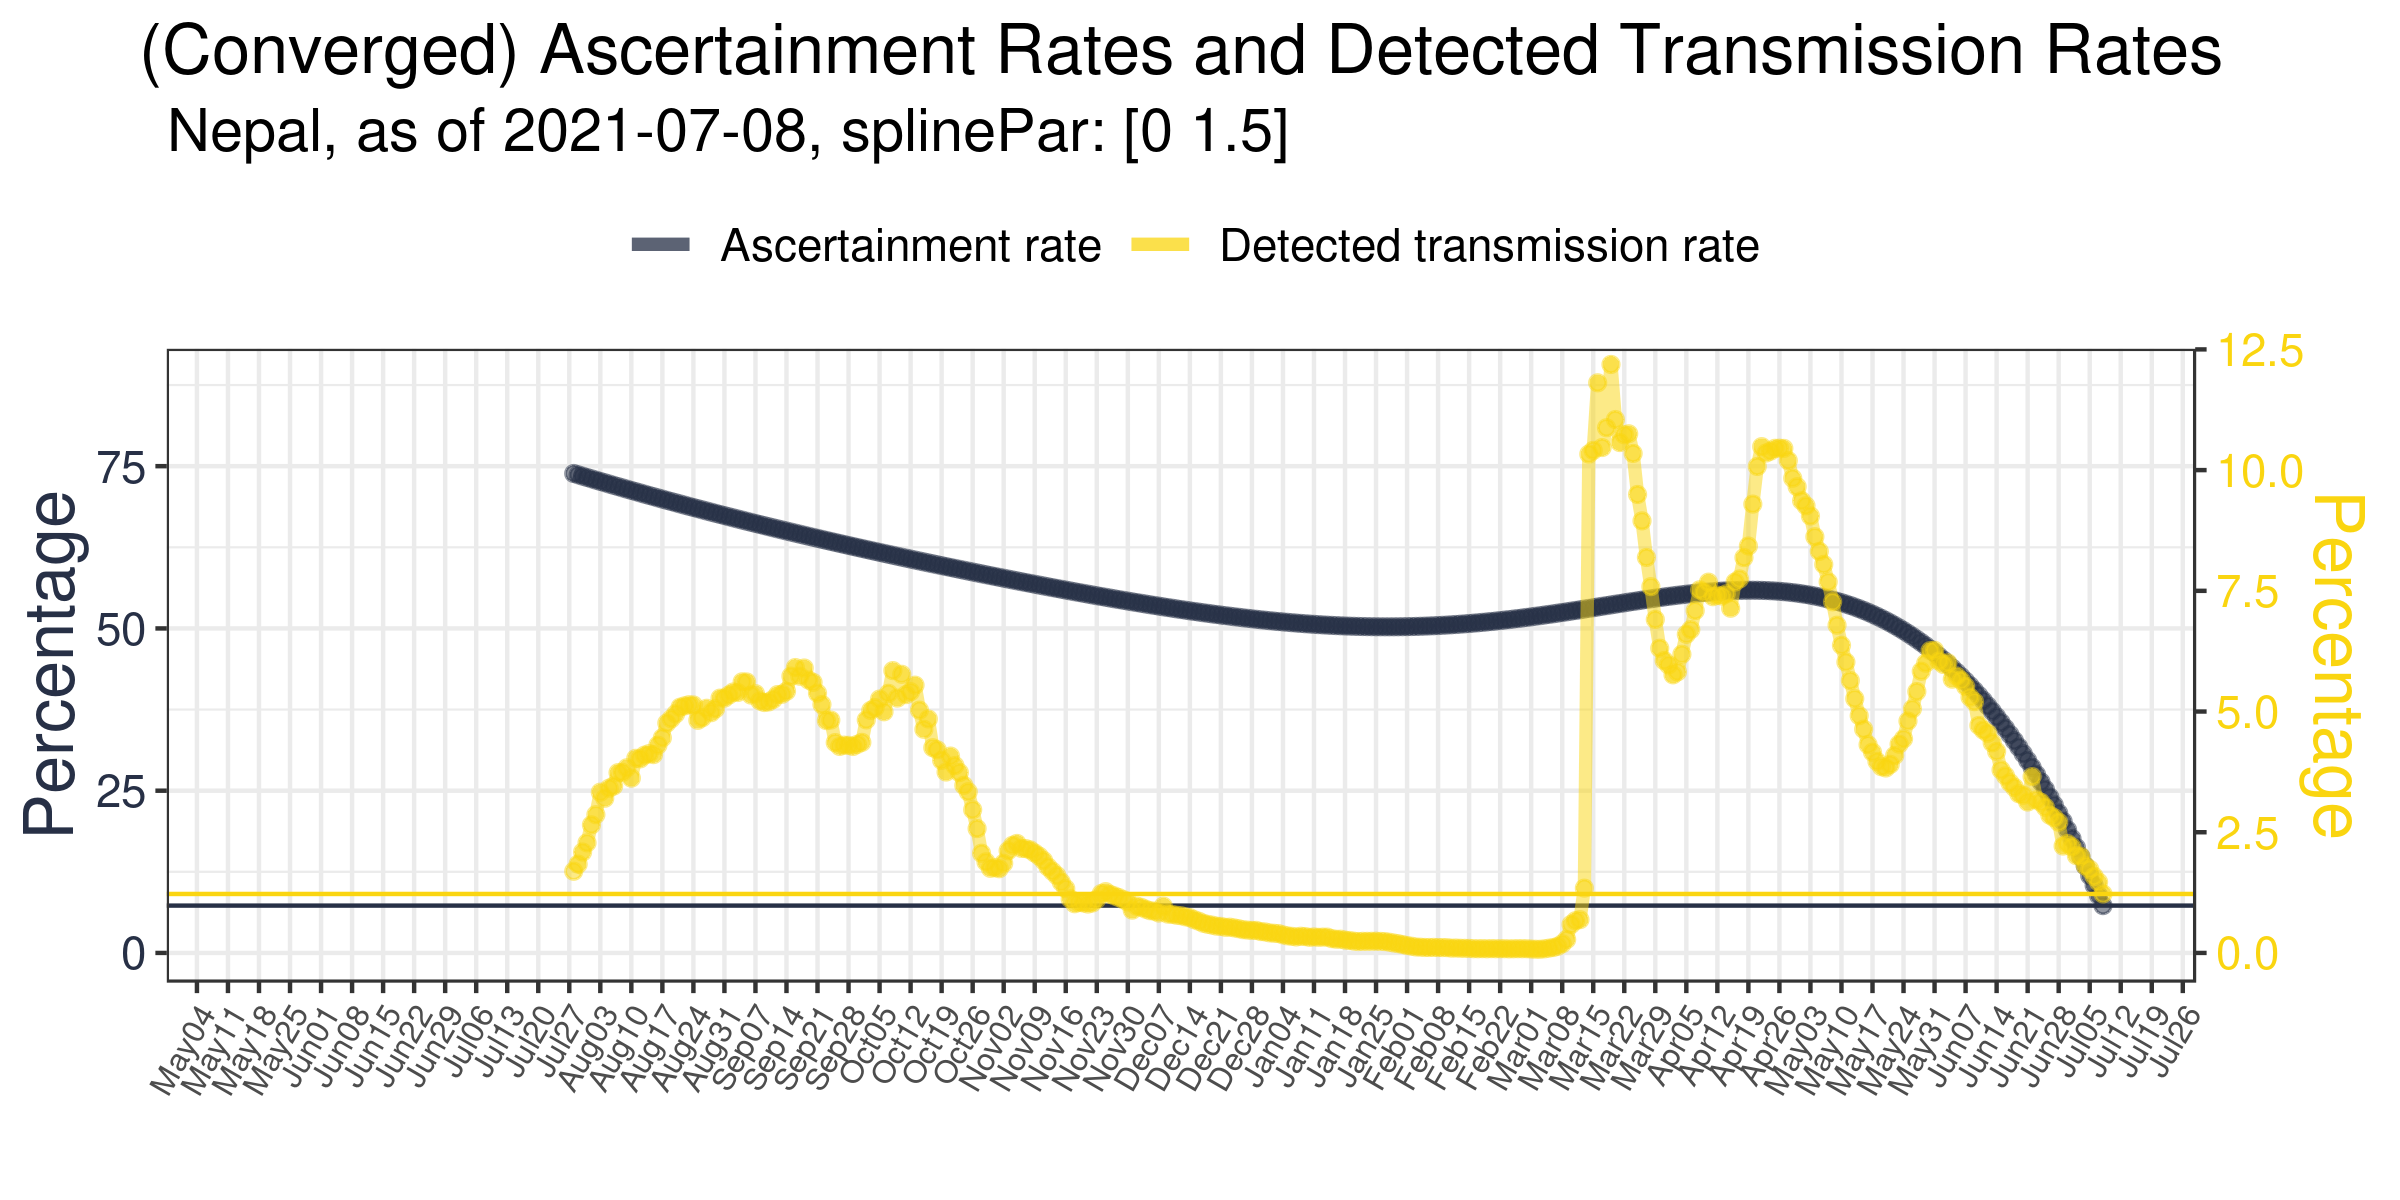 (Converged) Ascertainment Rates and Detected Transmission Rates
Nepal, as of 2021-07-08, splinePar: [0 1.5]
Ascertainment rate
Detected transmission rate
Percentage
75
50
25
0
12.5
10.0
7.5
5.0
2.5
0.0
Percentage
May04
May11
May18
May25
Jun01
Jun08
Jun15
Jun22
Jun29
Jul06
Jul13
Jul20
Jul27
Aug03
Aug10
Aug17
Aug24
Aug31
Sep07
Sep14
Sep21
Sep28
Oct05
Oct12
Oct19
Oct26
Nov02
Nov09
Nov16
Nov23
Nov30
Dec07
Dec14
Dec21
Dec28
Jan04
Jan11
Jan18
Jan25
Feb01
Feb08
Feb15
Feb22
Mar01
Mar08
Mar15
Mar22
Mar29
Apr05
Apr12
Apr19
Apr26
May03
May10
May17
May24
May31
Jun07
Jun14
Jun21
Jun28
Jul05
Jul12
Jul19
Jul26